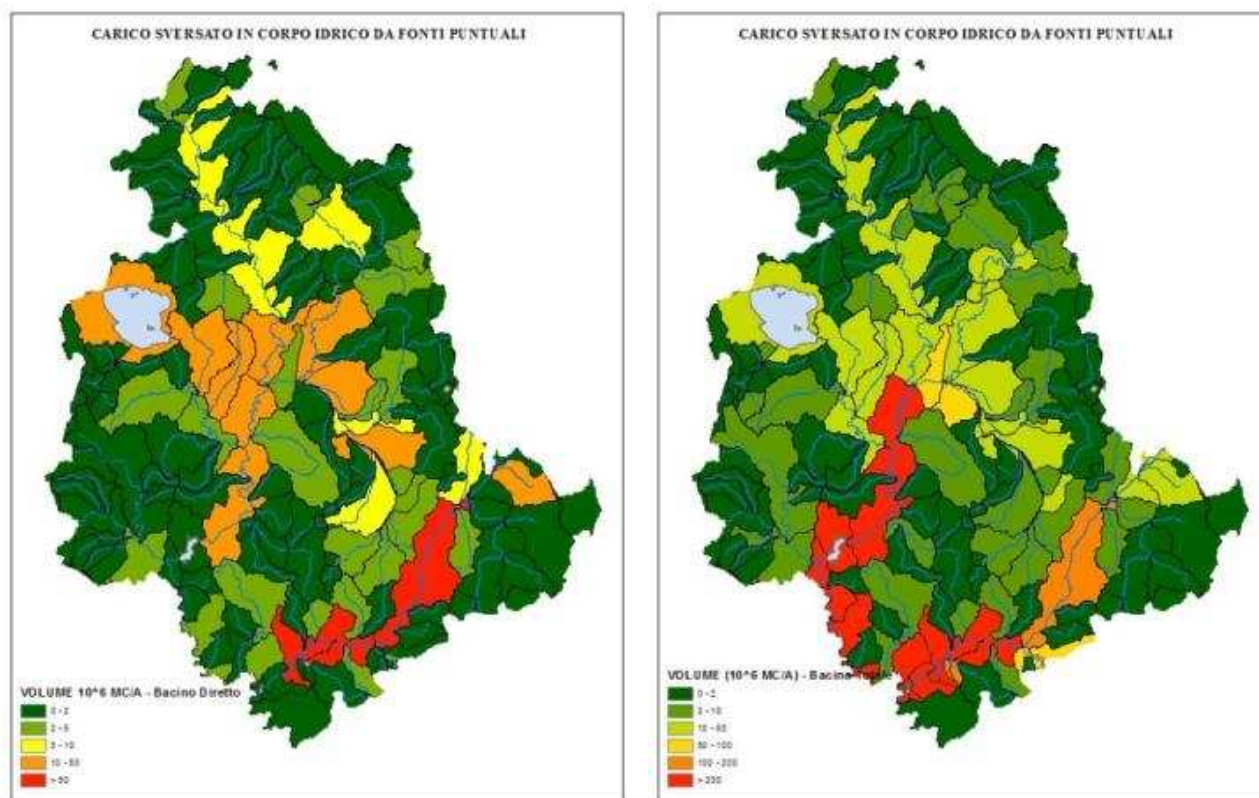 CARICO SVERSATO IN CORPO IDRICO DA FONTI PUNTUALI
VOLUME 10^6 MC/A - Bacino Diretto
0 - 2
2 - 5
5 - 10
10 - 50
> 50
CARICO SVERSATO IN CORPO IDRICO DA FONTI PUNTUALI
VOLUME (10^6 MC/A) - Bacino Totale
0 - 2
2 - 10
10 - 50
50 - 100
100 - 200
> 200